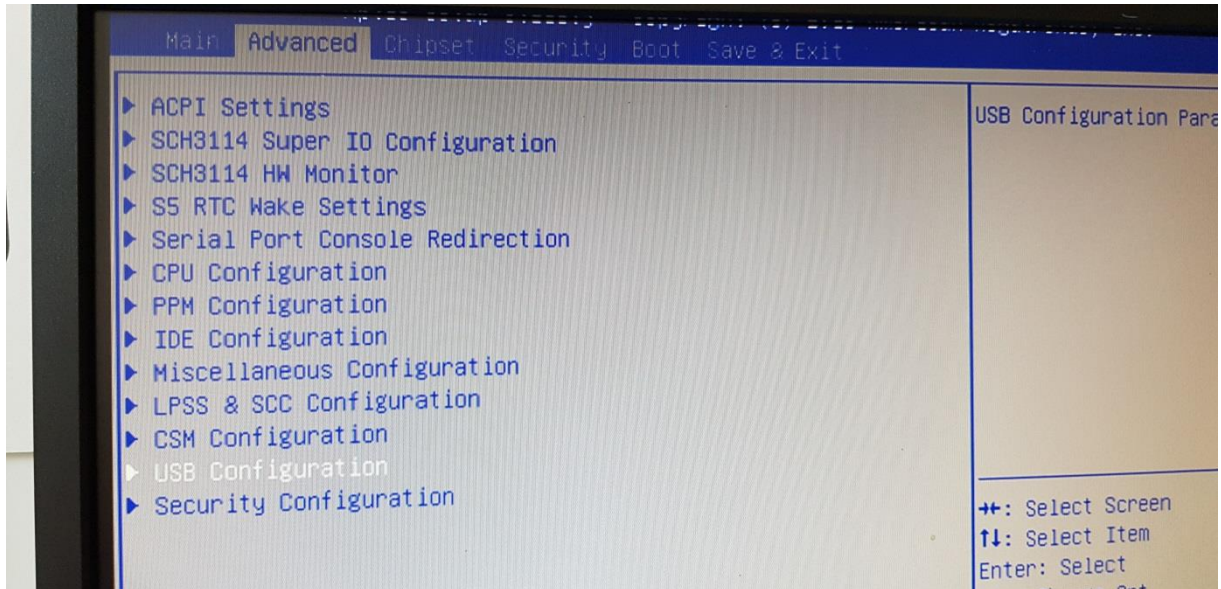 Main Advanced Chipset Security Boot Save & Exit
ACPI Settings
SCH3114 Super IO Configuration
SCH3114 HW Monitor
S5 RTC Wake Settings
Serial Port Console Redirection
CPU Configuration
PPM Configuration
IDE Configuration
Miscellaneous Configuration
LPSS & SCC Configuration
CSM Configuration
USB Configuration
Security Configuration
USB Configuration Para
→←: Select Screen
↑↓: Select Item
Enter: Select